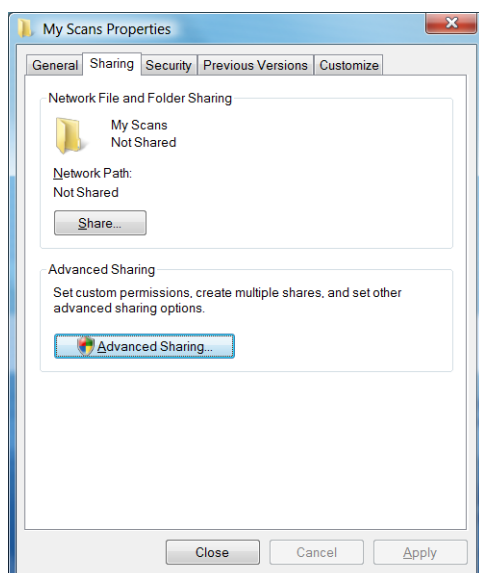 My Scans Properties
General Sharing Security Previous Versions Customize
Network File and Folder Sharing
My Scans
Not Shared
Network Path:
Not Shared
Share...
Advanced Sharing
Set custom permissions, create multiple shares, and set other
advanced sharing options.
Advanced Sharing...
Close Cancel Apply